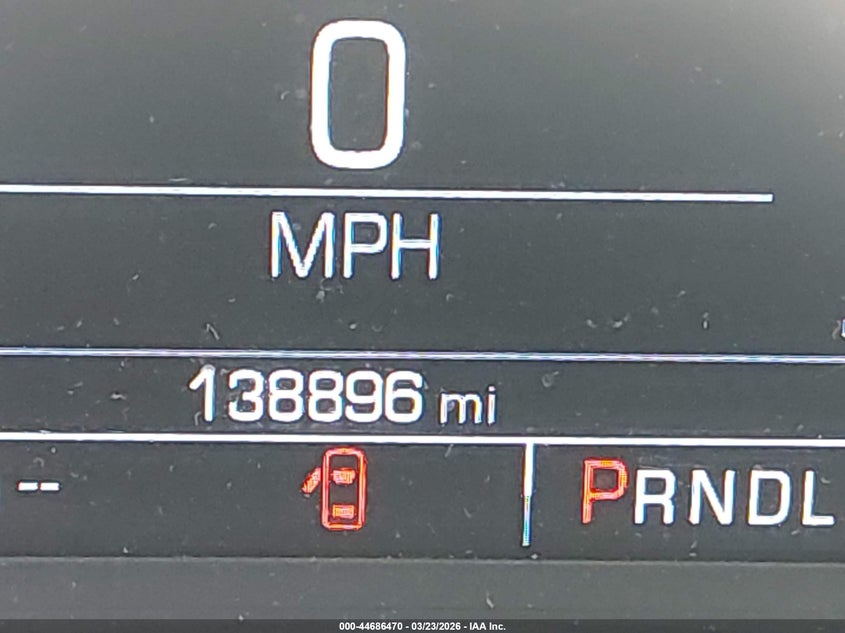 0
MPH
138896 mi
-- PRNDL
000-44686470 - 03/23/2026 - IAA Inc.